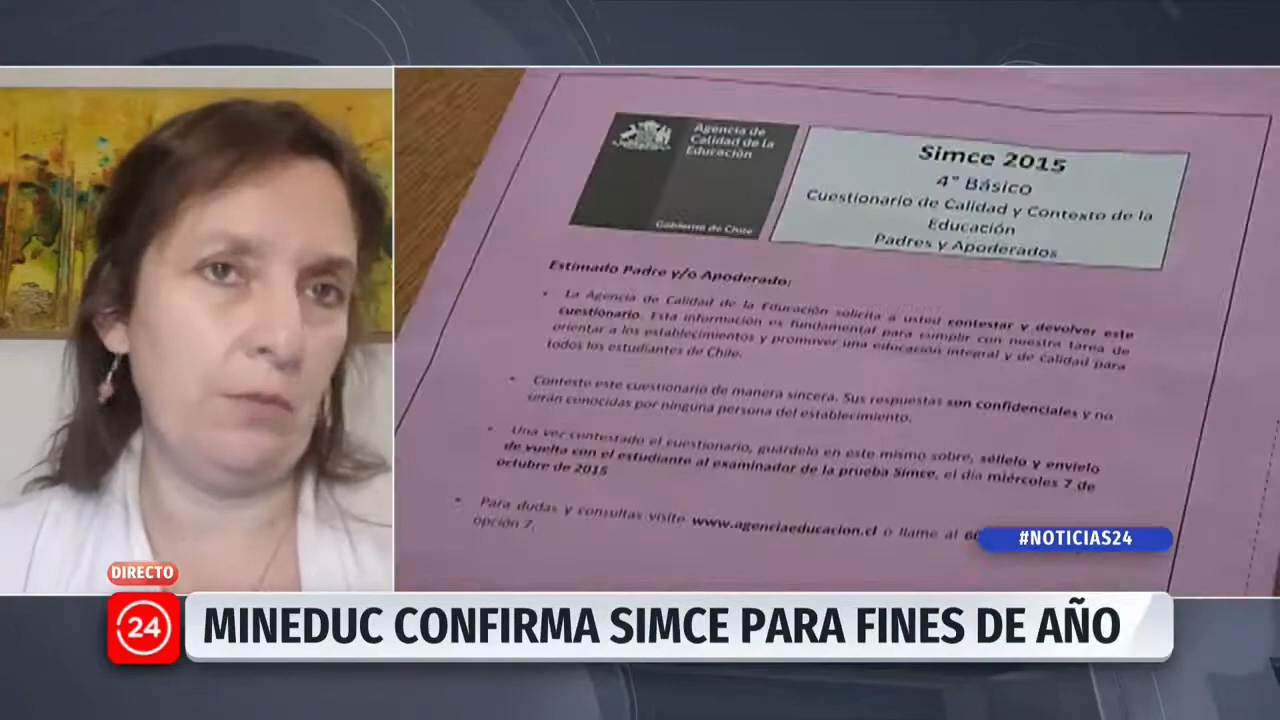 Agencia de
Calidad de la
Educación
Gobierno de Chile
Simce 2015
4° Básico
Cuestionario de Calidad y Contexto de la
Educación
Padres y Apoderados
Estimado Padre y/o Apoderado:
• La Agencia de Calidad de la Educación solicita a usted contestar y devolver este
cuestionario. Esta información es fundamental para cumplir con nuestra tarea de
orientar a los establecimientos y promover una educación integral y de calidad para
todos los estudiantes de Chile.
• Conteste este cuestionario de manera sincera. Sus respuestas son confidenciales y no
serán conocidas por ninguna persona del establecimiento.
• Una vez contestado el cuestionario, guárdelo en este mismo sobre, séllelo y envíelo
de vuelta con el estudiante al examinador de la prueba Simce, el día miércoles 7 de
octubre de 2015
• Para dudas y consultas visite www.agenciaeducacion.cl o llame al
opción 7.
#NOTICIAS24
DIRECTO
24
MINEDUC CONFIRMA SIMCE PARA FINES DE AÑO